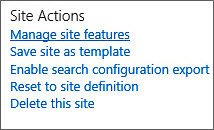 Site Actions
Manage site features
Save site as template
Enable search configuration export
Reset to site definition
Delete this site